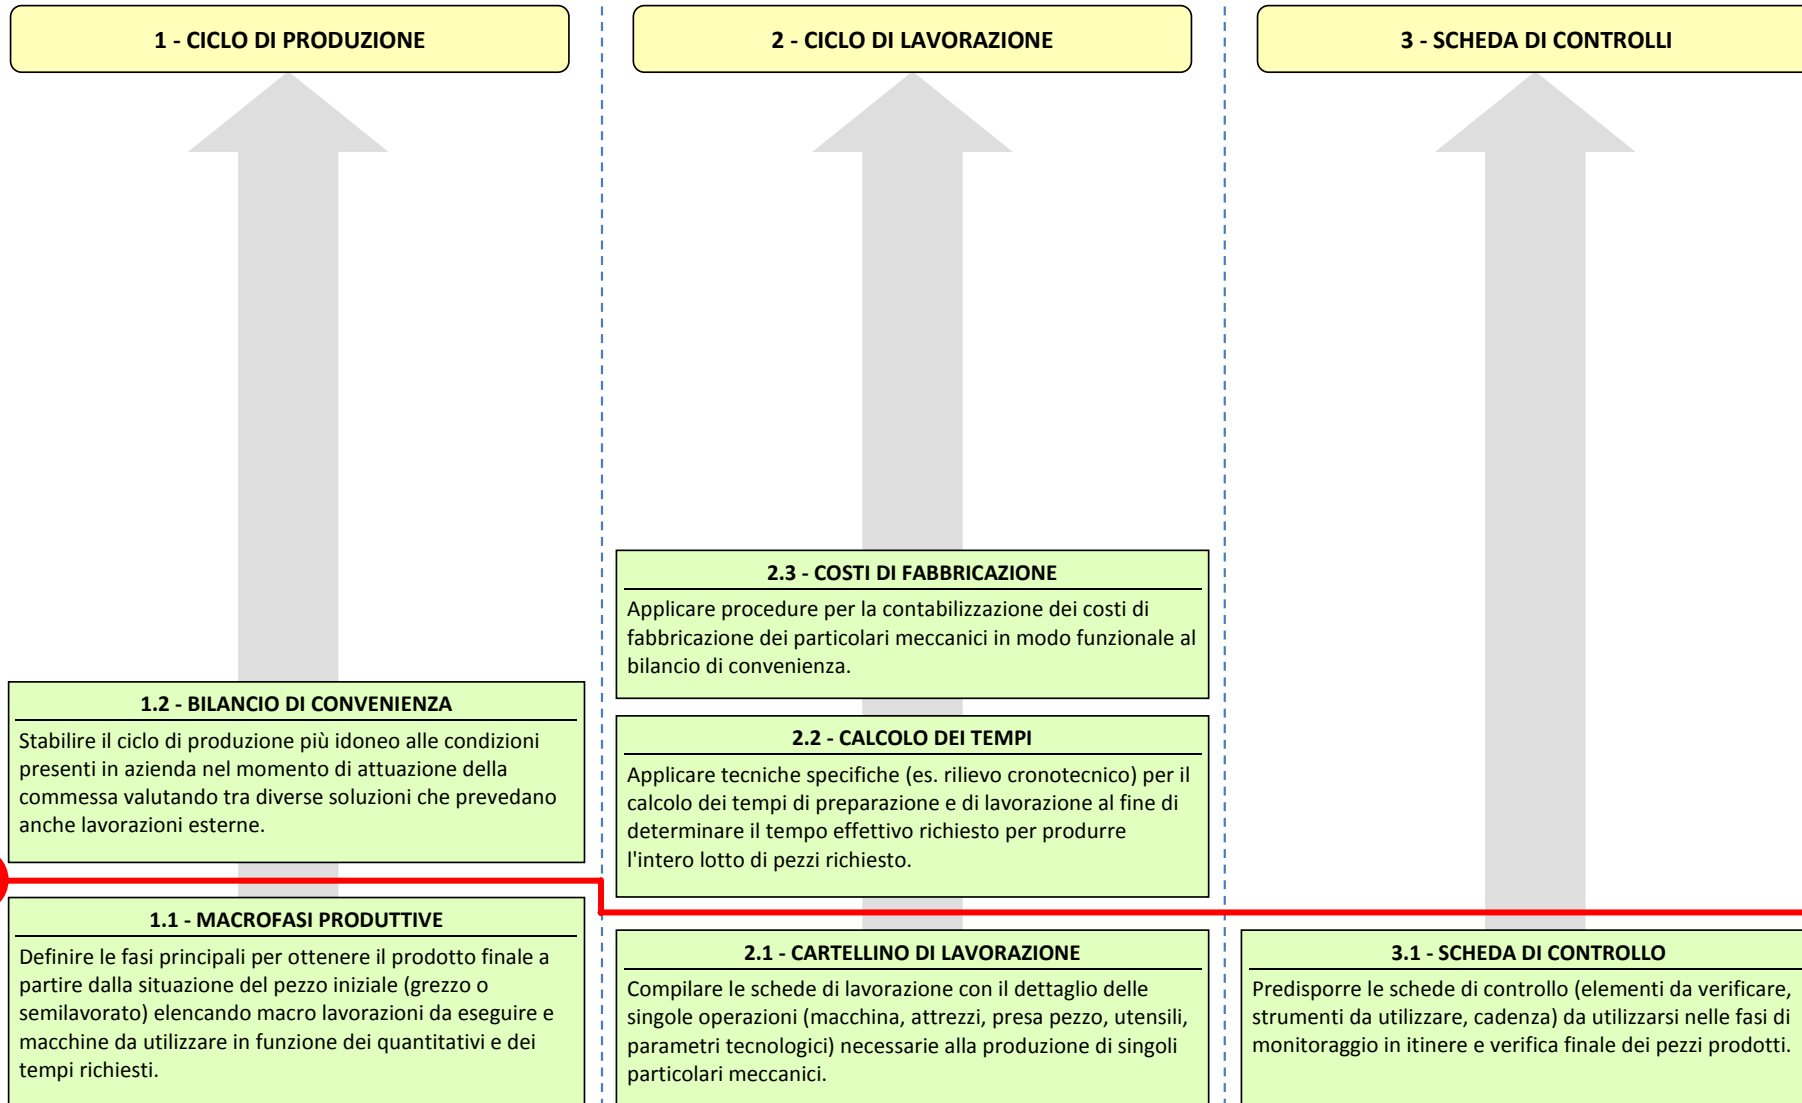 1 - CICLO DI PRODUZIONE
2 - CICLO DI LAVORAZIONE
3 - SCHEDA DI CONTROLLI
2.3 - COSTI DI FABBRICAZIONE
Applicare procedure per la contabilizzazione dei costi di
fabbricazione dei particolari meccanici in modo funzionale al
bilancio di convenienza.
1.2 - BILANCIO DI CONVENIENZA
Stabilire il ciclo di produzione più idoneo alle condizioni
presenti in azienda nel momento di attuazione della
commessa valutando tra diverse soluzioni che prevedano
anche lavorazioni esterne.
2.2 - CALCOLO DEI TEMPI
Applicare tecniche specifiche (es. rilievo cronotecnico) per il
calcolo dei tempi di preparazione e di lavorazione al fine di
determinare il tempo effettivo richiesto per produrre
l'intero lotto di pezzi richiesto.
1.1 - MACROFASI PRODUTTIVE
Definire le fasi principali per ottenere il prodotto finale a
partire dalla situazione del pezzo iniziale (grezzo o
semilavorato) elencando macro lavorazioni da eseguire e
macchine da utilizzare in funzione dei quantitativi e dei
tempi richiesti.
2.1 - CARTELLINO DI LAVORAZIONE
Compilare le schede di lavorazione con il dettaglio delle
singole operazioni (macchina, attrezzi, presa pezzo, utensili,
parametri tecnologici) necessarie alla produzione di singoli
particolari meccanici.
3.1 - SCHEDA DI CONTROLLO
Predisporre le schede di controllo (elementi da verificare,
strumenti da utilizzare, cadenza) da utilizzarsi nelle fasi di
monitoraggio in itinere e verifica finale dei pezzi prodotti.